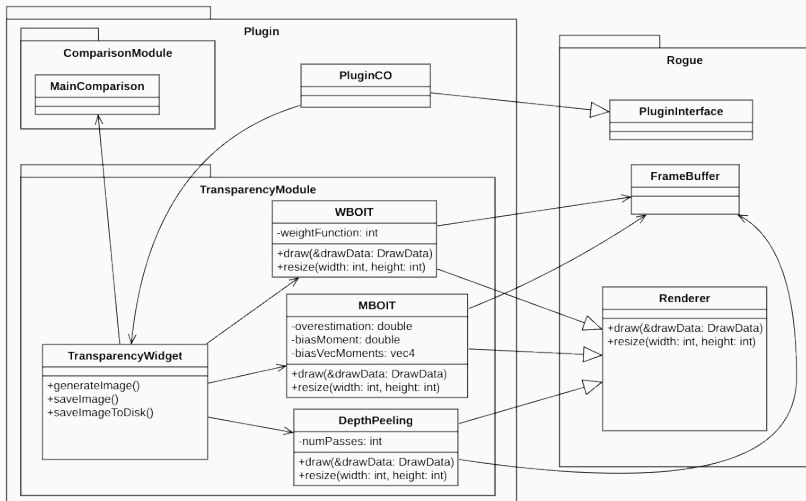 Plugin
ComparisonModule
MainComparison
PluginCO
Rogue
PluginInterface
FrameBuffer
TransparencyModule
WBOIT
-weightFunction: int
+draw(&drawData: DrawData)
+resize(width: int, height: int)
MBOIT
-overestimation: double
-biasMoment: double
-biasVecMoments: vec4
+draw(&drawData: DrawData)
+resize(width: int, height: int)
Renderer
+draw(&drawData: DrawData)
+resize(width: int, height: int)
TransparencyWidget
+generateImage()
+saveImage()
+saveImageToDisk()
DepthPeeling
-numPasses: int
+draw(&drawData: DrawData)
+resize(width: int, height: int)